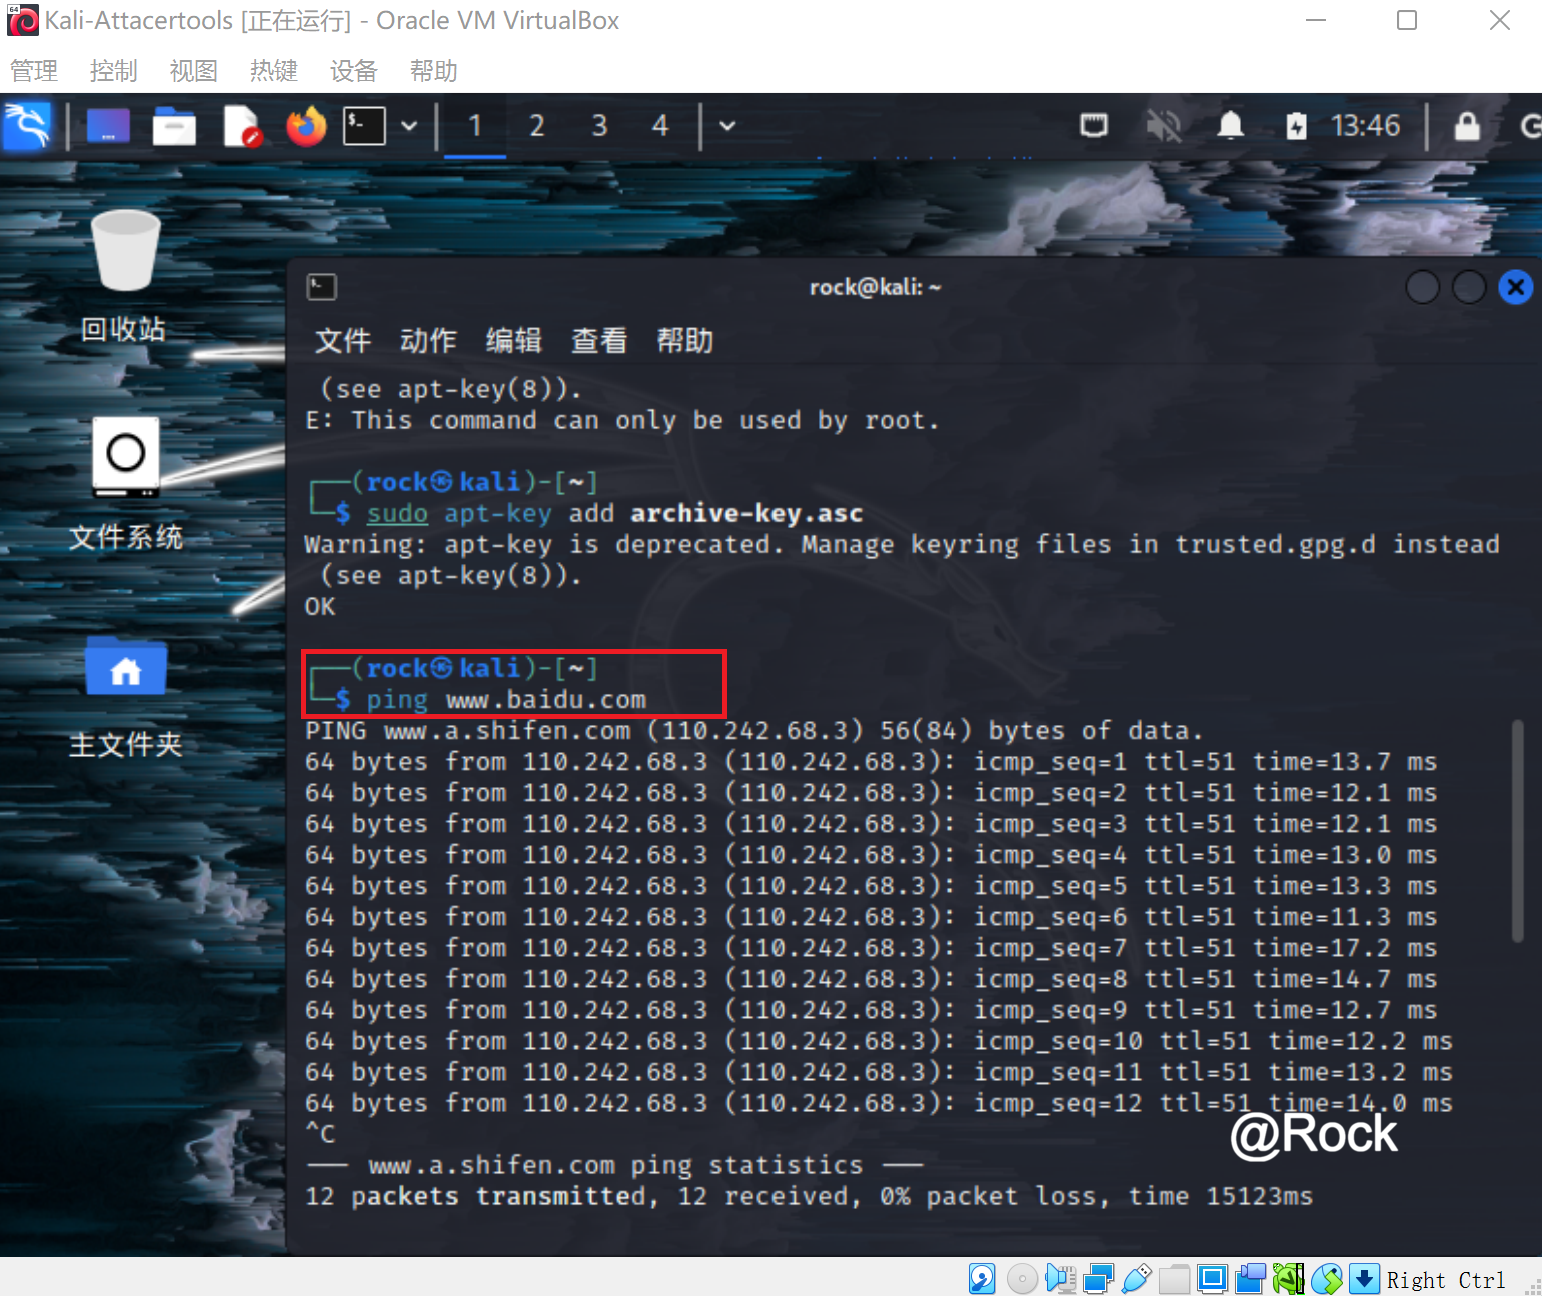 Kali-Attacertools [正在运行] - Oracle VM VirtualBox
管理 控制 视图 热键 设备 帮助
1 2 3 4 13:46
回收站
文件系统
主文件夹
rock@kali: ~
文件 动作 编辑 查看 帮助
(see apt-key(8)).
E: This command can only be used by root.
┌──(rock㉿kali)-[~]
└─$ sudo apt-key add archive-key.asc
Warning: apt-key is deprecated. Manage keyring files in trusted.gpg.d instead
(see apt-key(8)).
OK
┌──(rock㉿kali)-[~]
└─$ ping www.baidu.com
PING www.a.shifen.com (110.242.68.3) 56(84) bytes of data.
64 bytes from 110.242.68.3 (110.242.68.3): icmp_seq=1 ttl=51 time=13.7 ms
64 bytes from 110.242.68.3 (110.242.68.3): icmp_seq=2 ttl=51 time=12.1 ms
64 bytes from 110.242.68.3 (110.242.68.3): icmp_seq=3 ttl=51 time=12.1 ms
64 bytes from 110.242.68.3 (110.242.68.3): icmp_seq=4 ttl=51 time=13.0 ms
64 bytes from 110.242.68.3 (110.242.68.3): icmp_seq=5 ttl=51 time=13.3 ms
64 bytes from 110.242.68.3 (110.242.68.3): icmp_seq=6 ttl=51 time=11.3 ms
64 bytes from 110.242.68.3 (110.242.68.3): icmp_seq=7 ttl=51 time=17.2 ms
64 bytes from 110.242.68.3 (110.242.68.3): icmp_seq=8 ttl=51 time=14.7 ms
64 bytes from 110.242.68.3 (110.242.68.3): icmp_seq=9 ttl=51 time=12.7 ms
64 bytes from 110.242.68.3 (110.242.68.3): icmp_seq=10 ttl=51 time=12.2 ms
64 bytes from 110.242.68.3 (110.242.68.3): icmp_seq=11 ttl=51 time=13.2 ms
64 bytes from 110.242.68.3 (110.242.68.3): icmp_seq=12 ttl=51 time=14.0 ms
^C
@Rock
── www.a.shifen.com ping statistics ──
12 packets transmitted, 12 received, 0% packet loss, time 15123ms
Right Ctrl